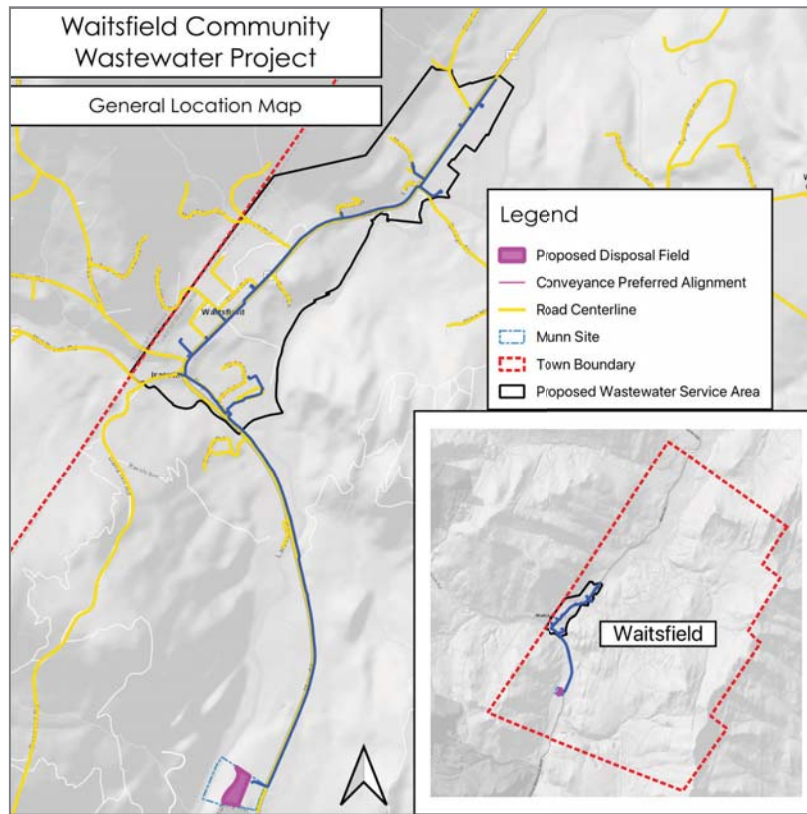 Waitsfield Community
Wastewater Project
General Location Map
Legend
Proposed Disposal Field
Conveyance Preferred Alignment
Road Centerline
Munn Site
Town Boundary
Proposed Wastewater Service Area
Waitsfield
Waitsfield